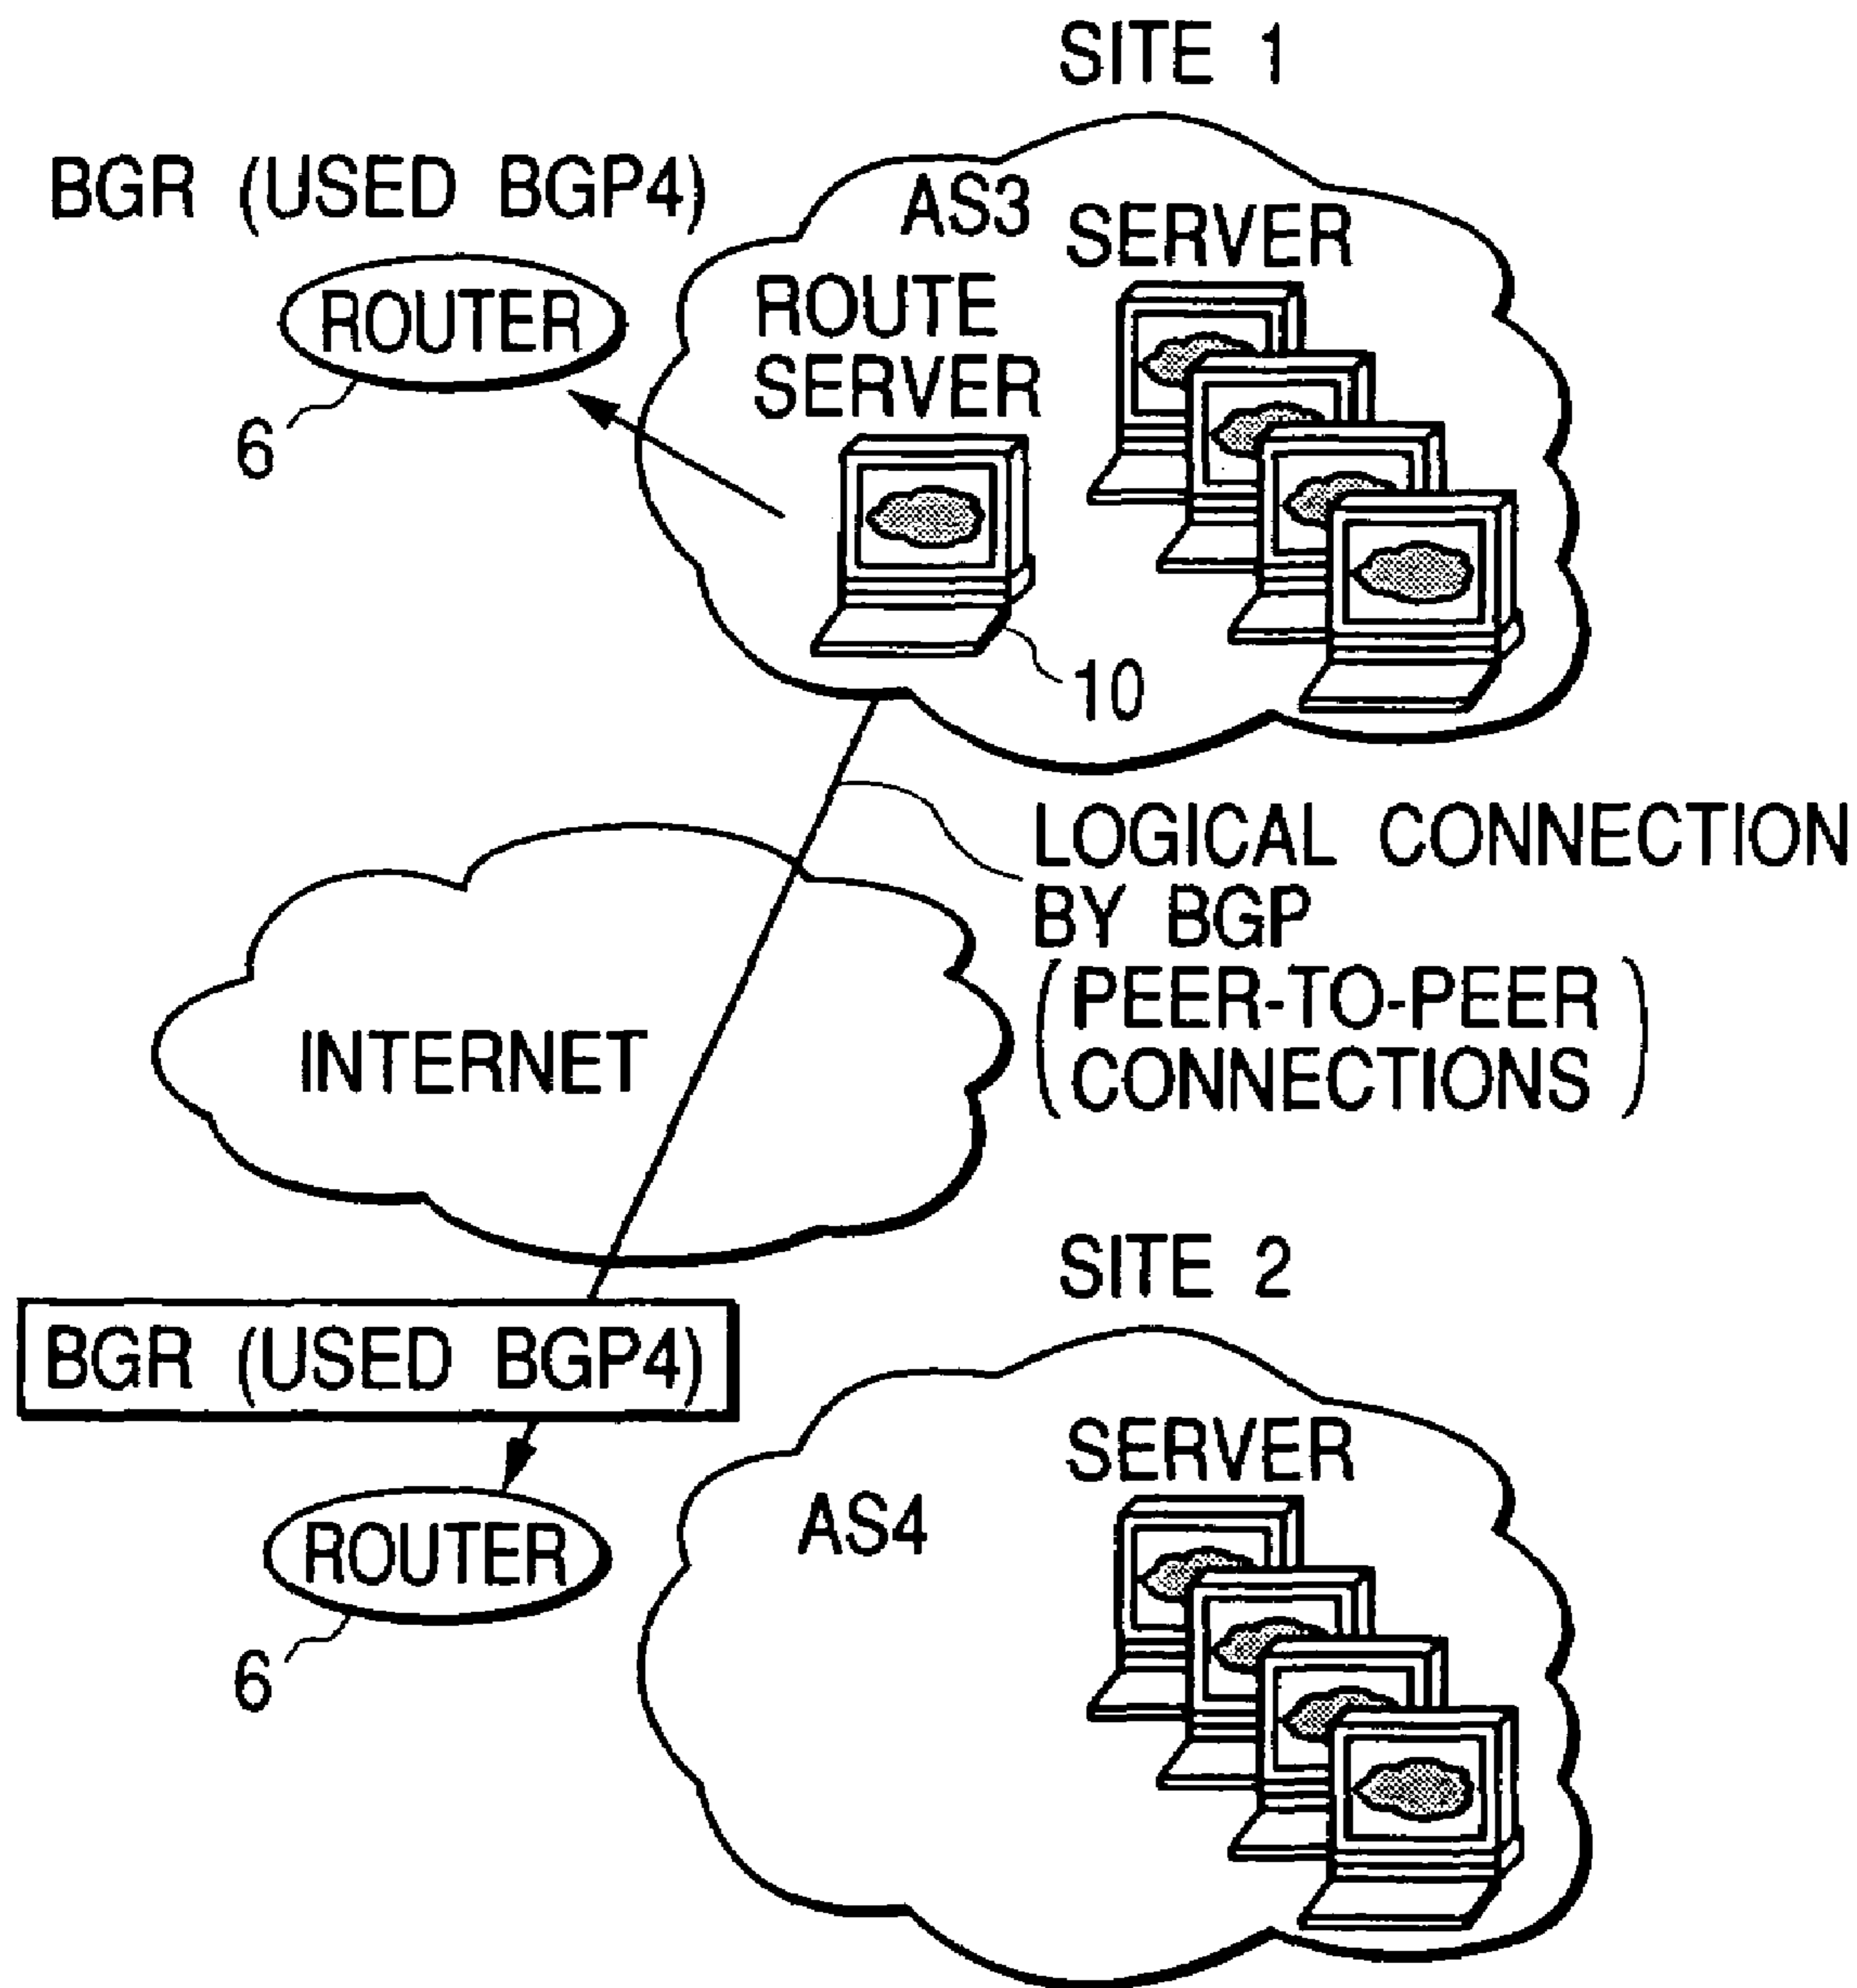 SITE 1
BGR (USED BGP4)
AS3
SERVER
ROUTER
ROUTE
SERVER
6
10
LOGICAL CONNECTION
BY BGP
(PEER-TO-PEER
CONNECTIONS)
INTERNET
SITE 2
BGR (USED BGP4)
SERVER
AS4
ROUTER
6